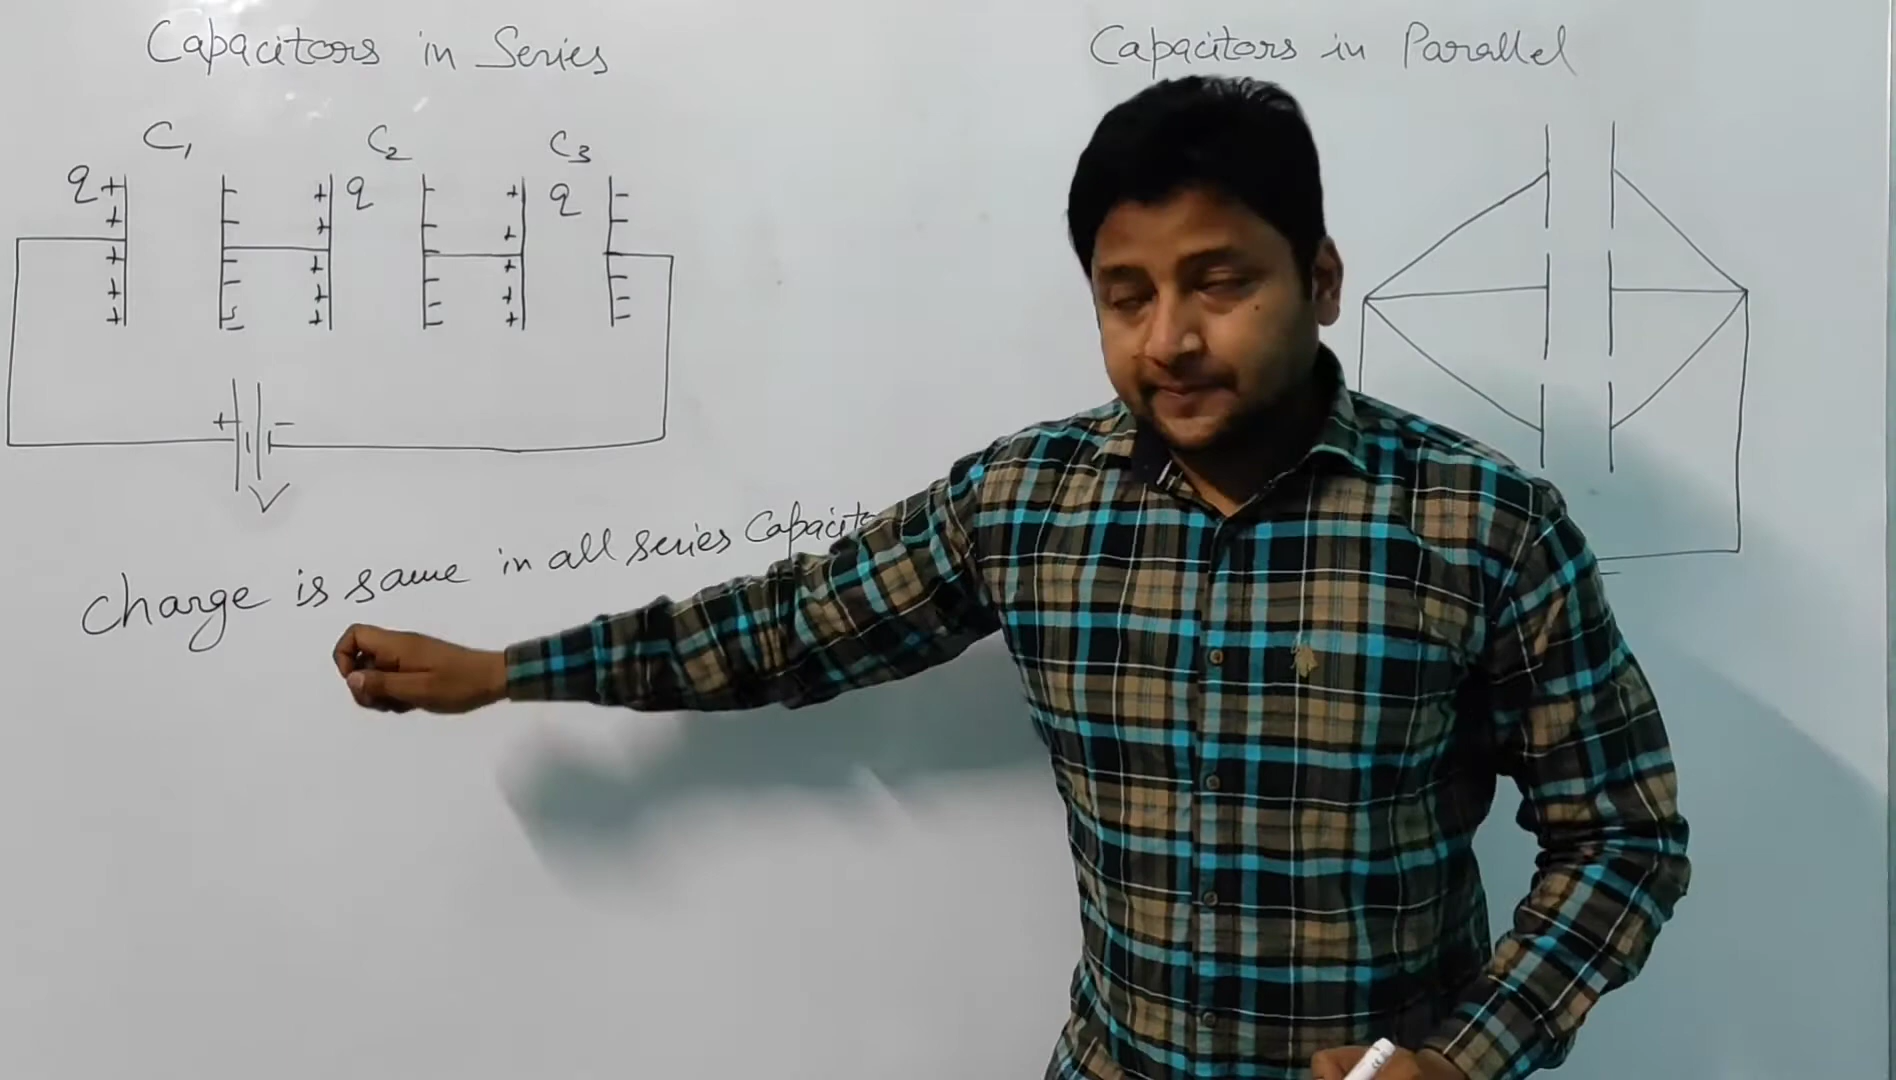 Capacitors in Series
Capacitors in Parallel
C1 C2 C3
q + - + q - + q -
+ -
V
Charge is same in all series